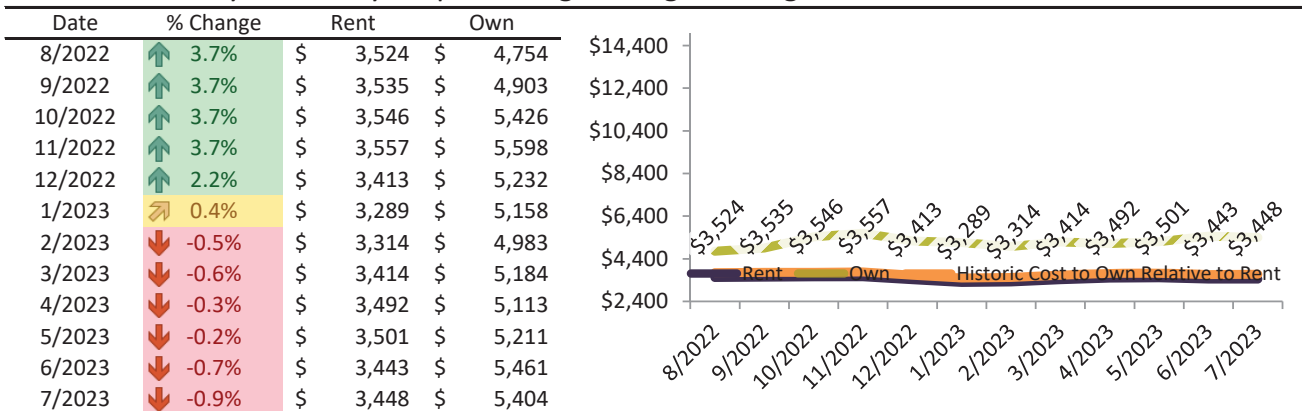 Date % Change Rent Own
8/2022 3.7% $ 3,524 $ 4,754
9/2022 3.7% $ 3,535 $ 4,903
10/2022 3.7% $ 3,546 $ 5,426
11/2022 3.7% $ 3,557 $ 5,598
12/2022 2.2% $ 3,413 $ 5,232
1/2023 0.4% $ 3,289 $ 5,158
2/2023 -0.5% $ 3,314 $ 4,983
3/2023 -0.6% $ 3,414 $ 5,184
4/2023 -0.3% $ 3,492 $ 5,113
5/2023 -0.2% $ 3,501 $ 5,211
6/2023 -0.7% $ 3,443 $ 5,461
7/2023 -0.9% $ 3,448 $ 5,404
$14,400
$12,400
$10,400
$8,400
$6,400
$4,400
$2,400
$3,524 $3,535 $3,546 $3,557 $3,413 $3,289 $3,314 $3,414 $3,492 $3,501 $3,443 $3,448
Rent Own Historic Cost to Own Relative to Rent
8/2022 9/2022 10/2022 11/2022 12/2022 1/2023 2/2023 3/2023 4/2023 5/2023 6/2023 7/2023